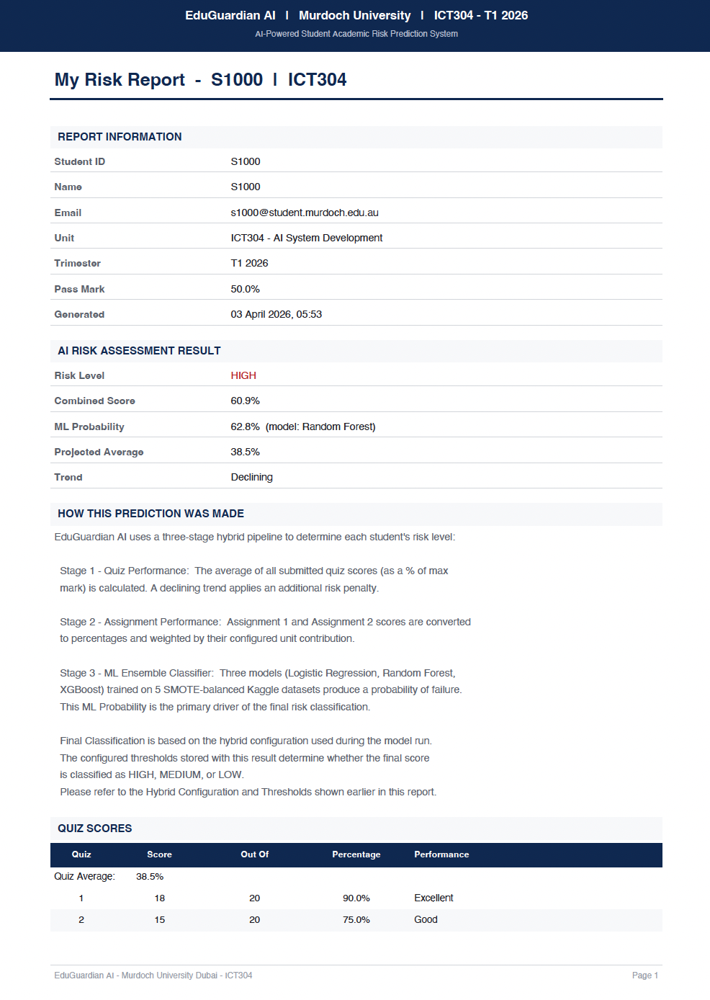 EduGuardian AI | Murdoch University | ICT304 - T1 2026
AI-Powered Student Academic Risk Prediction System
My Risk Report - S1000 | ICT304
REPORT INFORMATION
Student ID S1000
Name S1000
Email s1000@student.murdoch.edu.au
Unit ICT304 - AI System Development
Trimester T1 2026
Pass Mark 50.0%
Generated 03 April 2026, 05:53
AI RISK ASSESSMENT RESULT
Risk Level HIGH
Combined Score 60.9%
ML Probability 62.8% (model: Random Forest)
Projected Average 38.5%
Trend Declining
HOW THIS PREDICTION WAS MADE
EduGuardian AI uses a three-stage hybrid pipeline to determine each student's risk level:
Stage 1 - Quiz Performance: The average of all submitted quiz scores (as a % of max
mark) is calculated. A declining trend applies an additional risk penalty.
Stage 2 - Assignment Performance: Assignment 1 and Assignment 2 scores are converted
to percentages and weighted by their configured unit contribution.
Stage 3 - ML Ensemble Classifier: Three models (Logistic Regression, Random Forest,
XGBoost) trained on 5 SMOTE-balanced Kaggle datasets produce a probability of failure.
This ML Probability is the primary driver of the final risk classification.
Final Classification is based on the hybrid configuration used during the model run.
The configured thresholds stored with this result determine whether the final score
is classified as HIGH, MEDIUM, or LOW.
Please refer to the Hybrid Configuration and Thresholds shown earlier in this report.
QUIZ SCORES
Quiz Score Out Of Percentage Performance
Quiz Average: 38.5%
1 18 20 90.0% Excellent
2 15 20 75.0% Good
EduGuardian AI - Murdoch University Dubai - ICT304 Page 1